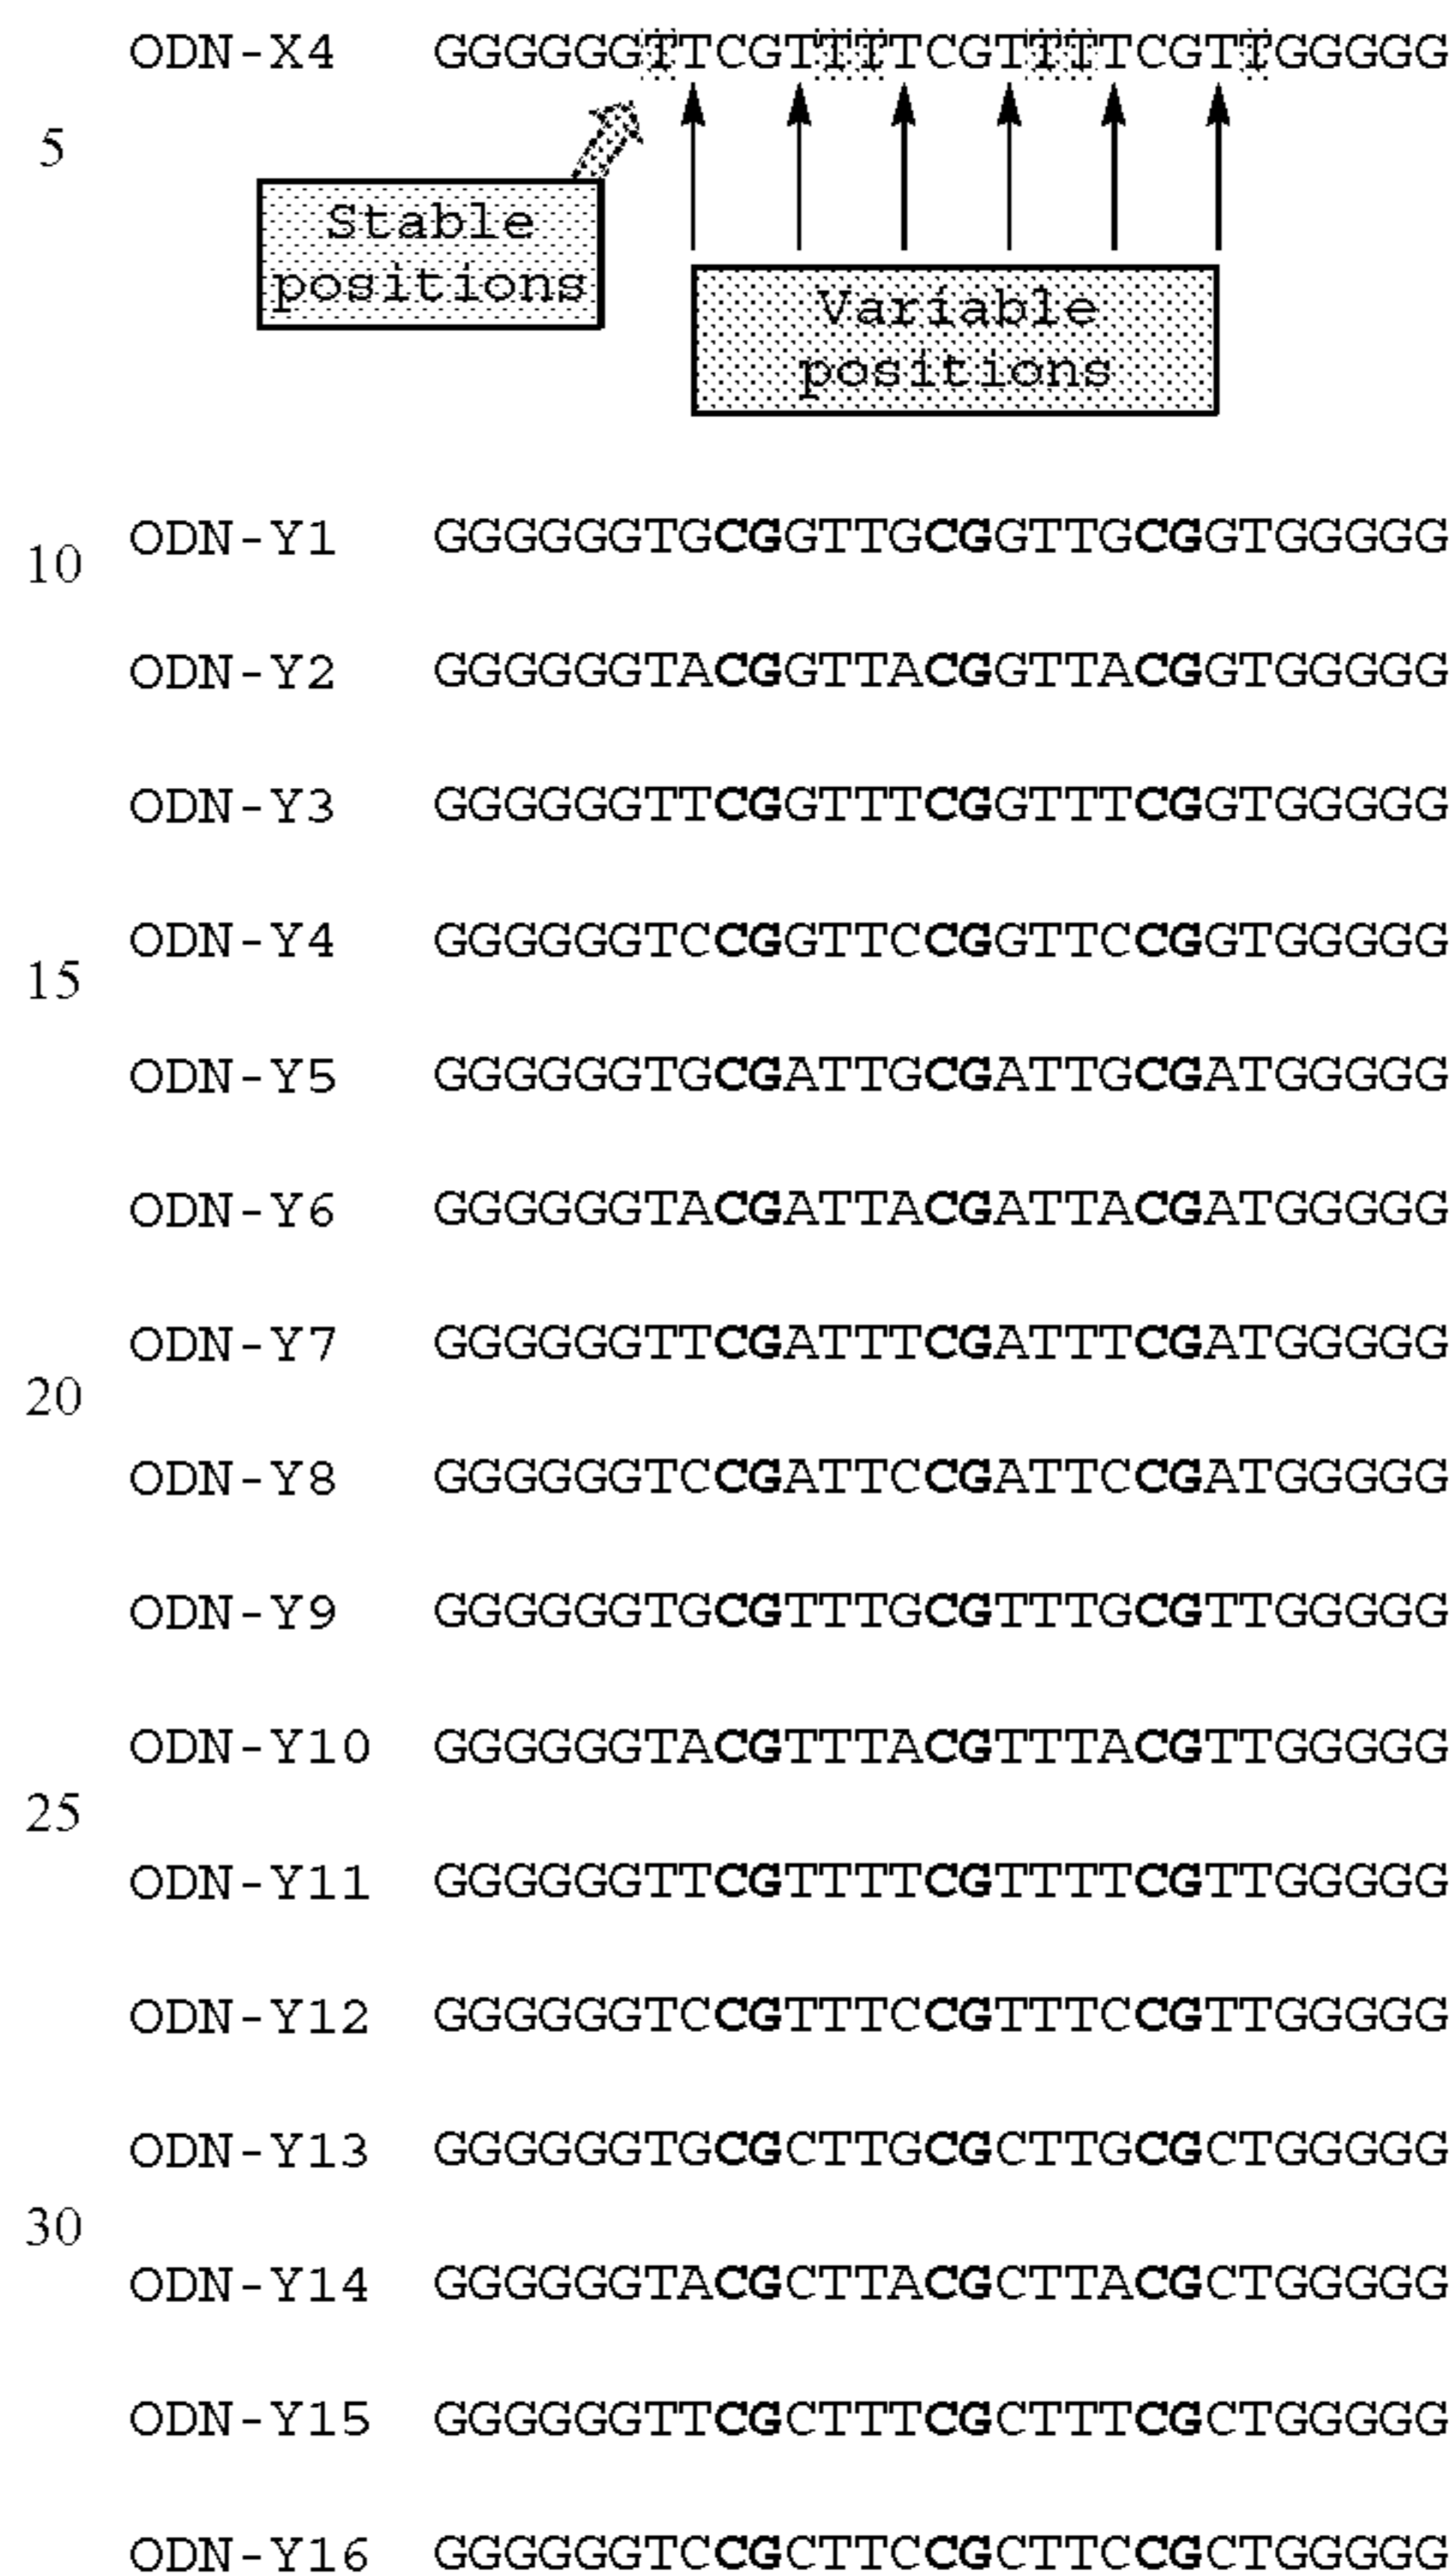 ODN-X4 GGGGGGTTCGTTTTCGTTTTCGTTGGGGG
5
Stable
positions
Variable
positions
ODN-Y1 GGGGGGTGCGGTTGCGGTTGCGGTGGGGG
10
ODN-Y2 GGGGGGTACGGTTACGGTTACGGTGGGGG
ODN-Y3 GGGGGGTTCGGTTTCGGTTTCGGTGGGGG
ODN-Y4 GGGGGGTCCGGTTCCGGTTCCGGTGGGGG
15
ODN-Y5 GGGGGGTGCGATTGCGATTGCGATGGGGG
ODN-Y6 GGGGGGTACGATTACGATTACGATGGGGG
ODN-Y7 GGGGGGTTCGATTTCGATTTCGATGGGGG
20
ODN-Y8 GGGGGGTCCGATTCCGATTCCGATGGGGG
ODN-Y9 GGGGGGTGCGTTTGCGTTTGCGTTGGGGG
ODN-Y10 GGGGGGTACGTTTACGTTTACGTTGGGGG
25
ODN-Y11 GGGGGGTTCGTTTTCGTTTTCGTTGGGGG
ODN-Y12 GGGGGGTCCGTTTCCGTTTCCGTTGGGGG
ODN-Y13 GGGGGGTGCGCTTGCGCTTGCGCTGGGGG
30
ODN-Y14 GGGGGGTACGCTTACGCTTACGCTGGGGG
ODN-Y15 GGGGGGTTCGCTTTCGCTTTCGCTGGGGG
ODN-Y16 GGGGGGTCCGCTTCCGCTTCCGCTGGGGG